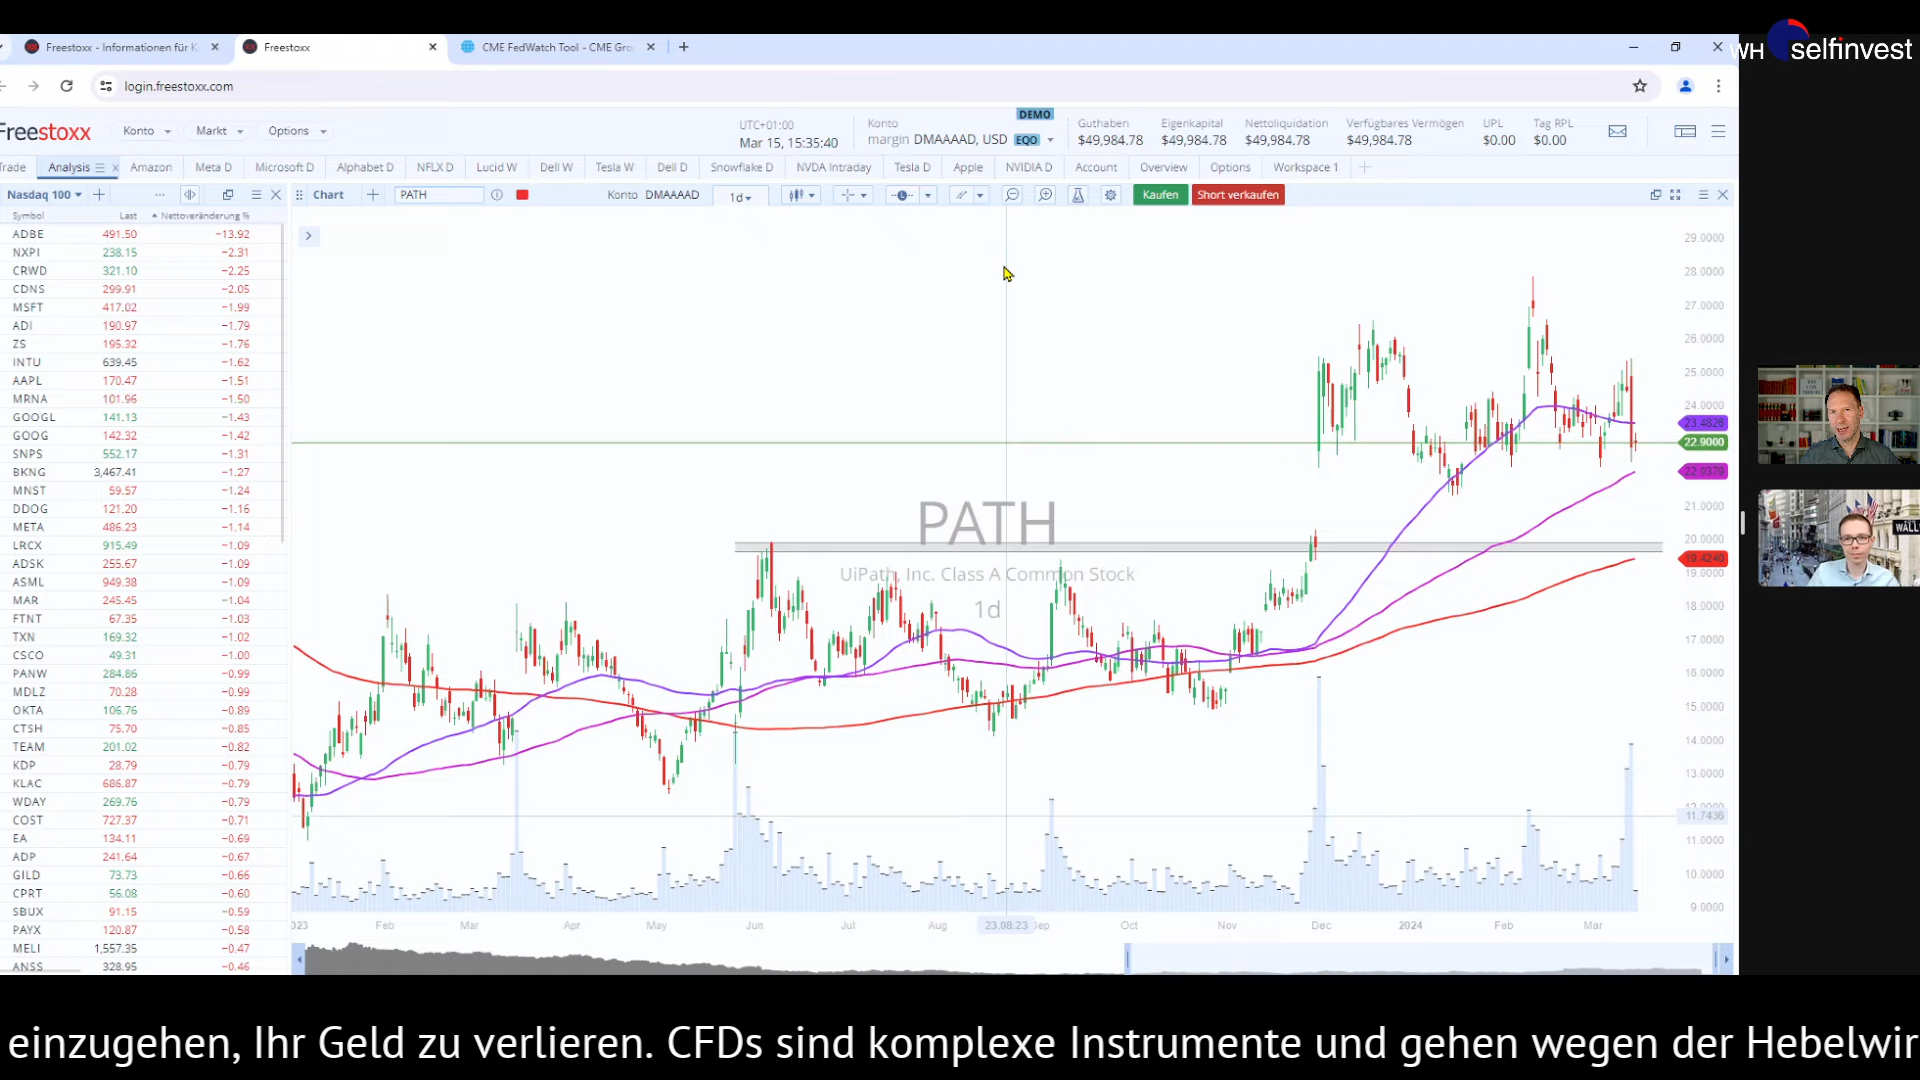 Freestoxx - Informationen für K
Freestoxx
CME FedWatch Tool - CME Gro
WH selfinvest
login.freestoxx.com
Freestoxx
Konto
Markt
Options
UTC+01:00
Mar 15, 15:35:40
DEMO
Konto
margin DMAAAAD, USD EQO
Guthaben
$49,984.78
Eigenkapital
$49,984.78
Nettoliquidation
$49,984.78
Verfügbares Vermögen
$49,984.78
UPL
$0.00
Tag RPL
$0.00
Trade Analysis Amazon Meta D Microsoft D Alphabet D NFLX D Lucid W Dell W Tesla W Dell D Snowflake D NVDA Intraday Tesla D Apple NVIDIA D Account Overview Options Workspace 1
Nasdaq 100
Chart PATH Konto DMAAAAD 1d Kaufen Short verkaufen
Symbol Last Nettoveränderung %
ADBE 491.50 −13.92
NXPI 238.15 −2.31
CRWD 321.10 −2.25
CDNS 299.91 −2.05
MSFT 417.02 −1.99
ADI 190.97 −1.79
ZS 195.32 −1.76
INTU 639.45 −1.62
AAPL 170.47 −1.51
MRNA 101.96 −1.50
GOOGL 141.13 −1.43
GOOG 142.32 −1.42
SNPS 552.17 −1.31
BKNG 3,467.41 −1.27
MNST 59.57 −1.24
DDOG 121.20 −1.16
META 486.23 −1.14
LRCX 915.49 −1.09
ADSK 255.67 −1.09
ASML 949.38 −1.09
MAR 245.45 −1.04
FTNT 67.35 −1.03
TXN 169.32 −1.02
CSCO 49.31 −1.00
PANW 284.86 −0.99
MDLZ 70.28 −0.99
OKTA 106.76 −0.89
CTSH 75.70 −0.85
TEAM 201.02 −0.82
KDP 28.79 −0.79
KLAC 686.87 −0.79
WDAY 269.76 −0.79
COST 727.37 −0.71
EA 134.11 −0.69
ADP 241.64 −0.67
GILD 73.73 −0.66
CPRT 56.08 −0.60
SBUX 91.15 −0.59
PAYX 120.87 −0.58
MELI 1,557.35 −0.47
ANSS 328.95 −0.46
PATH
UiPath, Inc. Class A Common Stock
1d
29.0000
28.0000
27.0000
26.0000
25.0000
24.0000
23.4826
22.9000
21.0000
20.0000
19.4240
19.0000
18.0000
17.0000
16.0000
15.0000
14.0000
13.0000
12.0000
11.7436
11.0000
10.0000
9.0000
023 Feb Mar Apr May Jun Jul Aug 23.08.23 Sep Oct Nov Dec 2024 Feb Mar
WALL
einzugehen, Ihr Geld zu verlieren. CFDs sind komplexe Instrumente und gehen wegen der Hebelwir